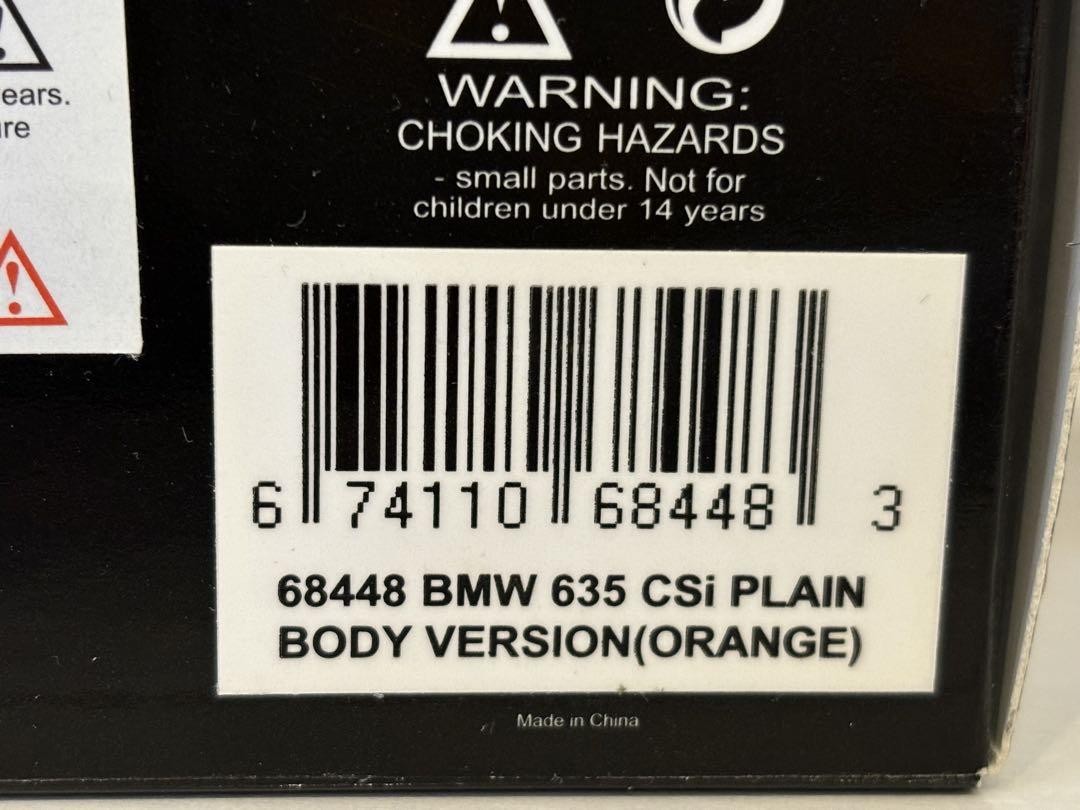 ears.
ure
WARNING:
CHOKING HAZARDS
- small parts. Not for
children under 14 years
6 74110 68448 3
68448 BMW 635 CSi PLAIN
BODY VERSION(ORANGE)
Made in China